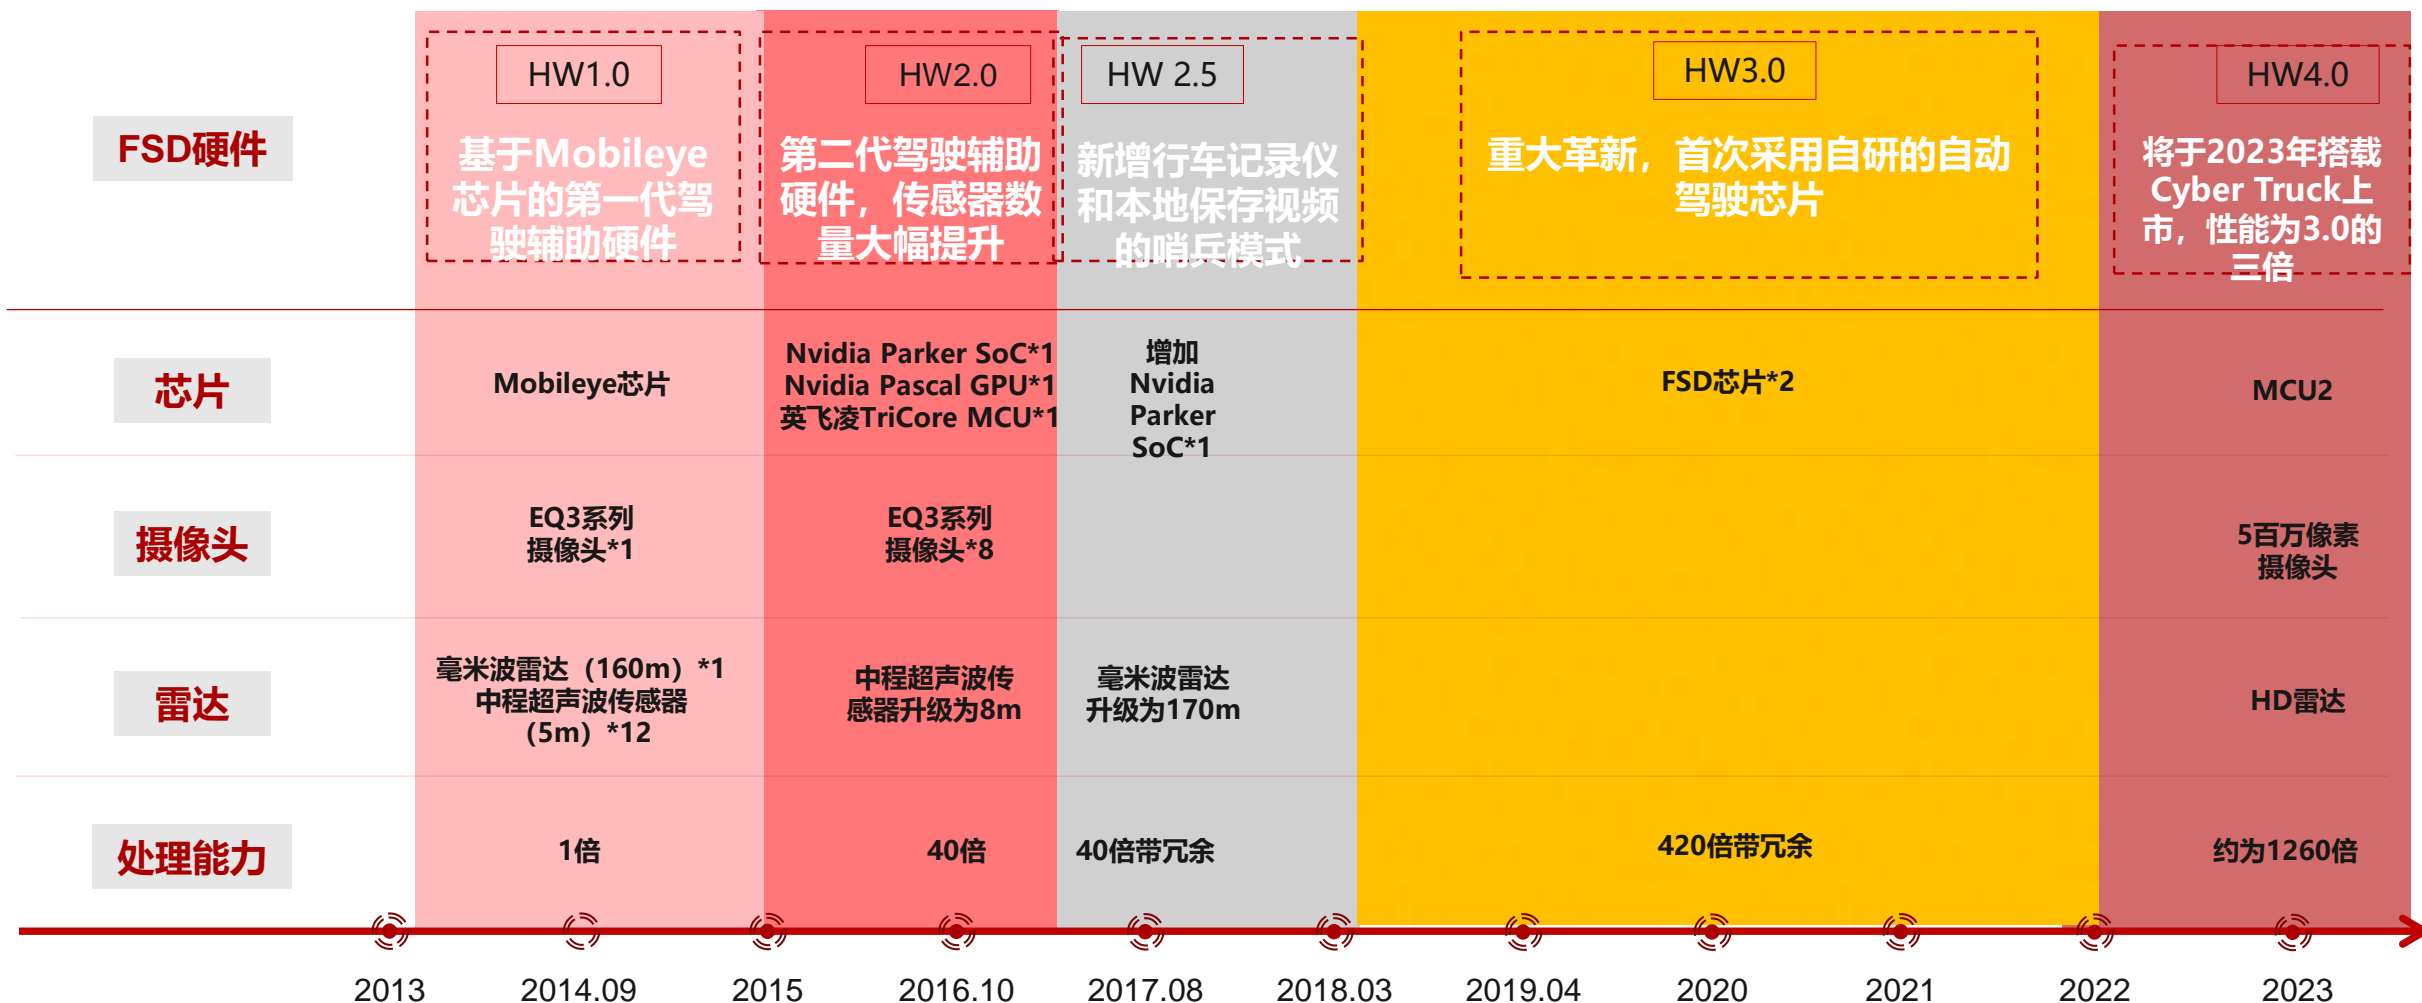 FSD硬件
HW1.0
基于Mobileye
芯片的第一代驾
驶辅助硬件
HW2.0
第二代驾驶辅助
硬件，传感器数
量大幅提升
HW 2.5
新增行车记录仪
和本地保存视频
的哨兵模式
HW3.0
重大革新，首次采用自研的自动
驾驶芯片
HW4.0
将于2023年搭载
Cyber Truck上
市，性能为3.0的
三倍
芯片
Mobileye芯片
Nvidia Parker SoC*1
Nvidia Pascal GPU*1
英飞凌TriCore MCU*1
增加
Nvidia
Parker
SoC*1
FSD芯片*2
MCU2
摄像头
EQ3系列
摄像头*1
EQ3系列
摄像头*8
5百万像素
摄像头
雷达
毫米波雷达（160m）*1
中程超声波传感器
（5m）*12
中程超声波传
感器升级为8m
毫米波雷达
升级为170m
HD雷达
处理能力
1倍
40倍
40倍带冗余
420倍带冗余
约为1260倍
2013
2014.09
2015
2016.10
2017.08
2018.03
2019.04
2020
2021
2022
2023